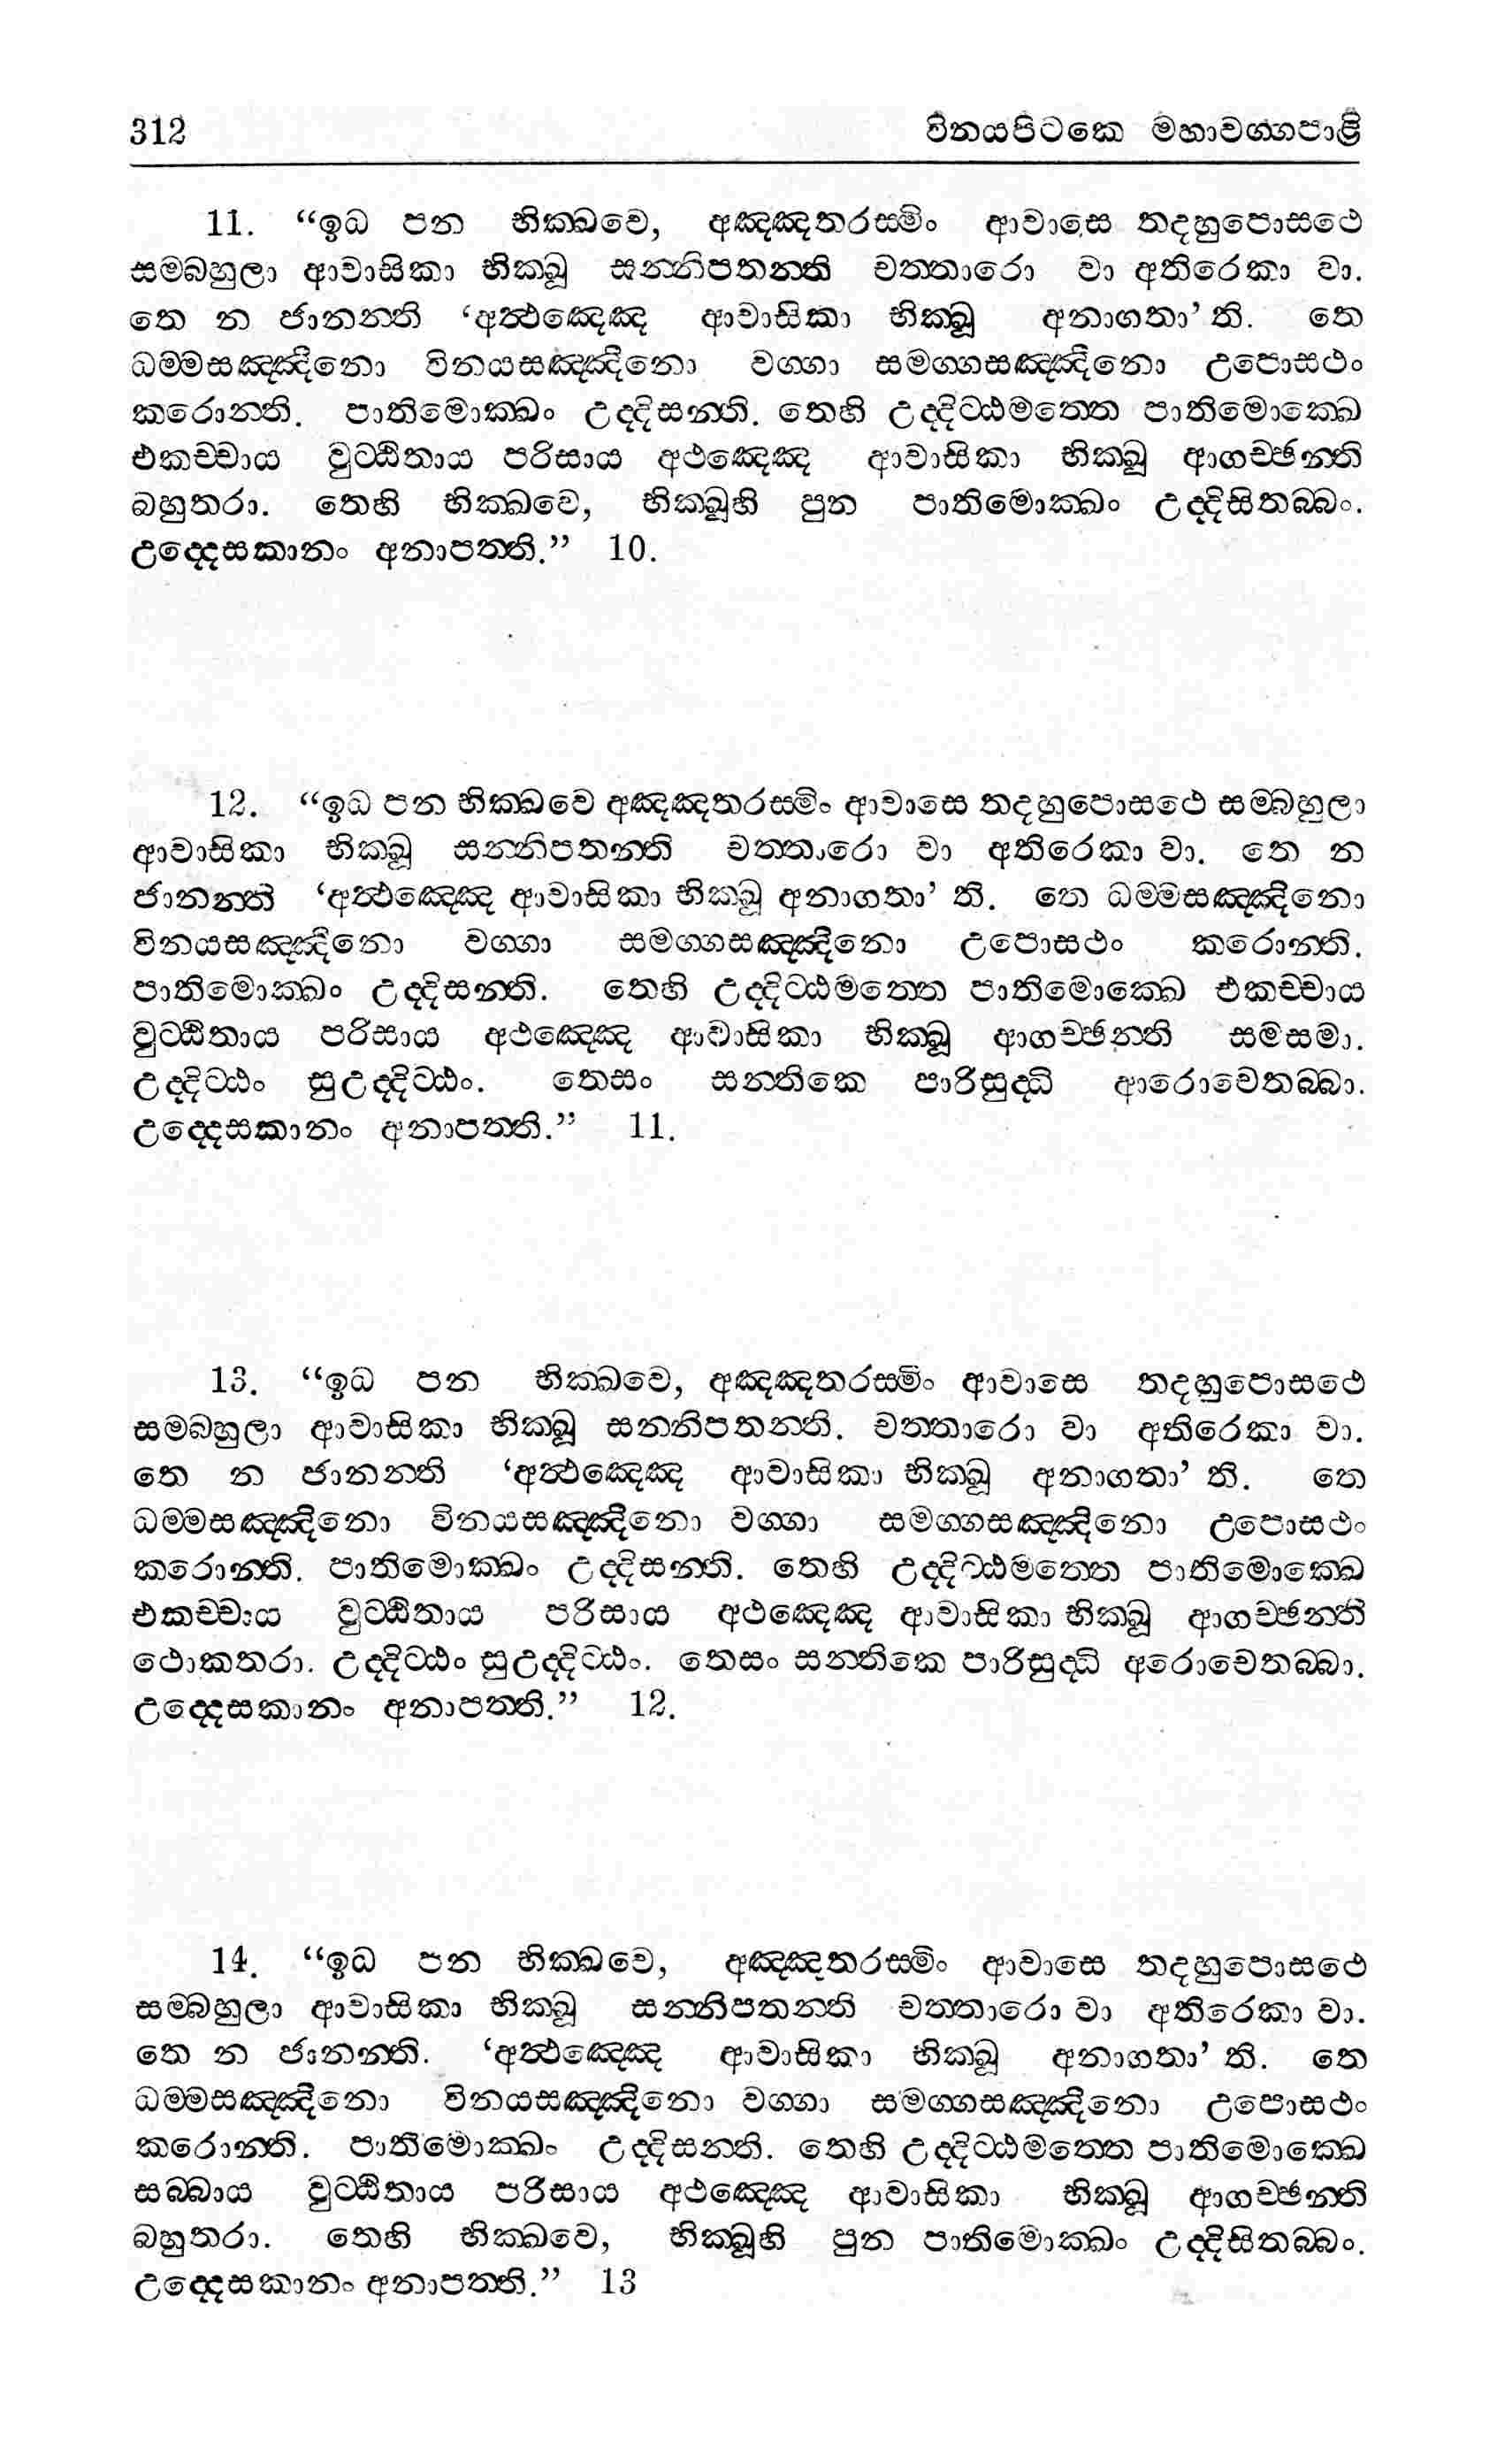 312 විනයපිටකෙ මහාවග්ගපාළි
11. “ඉධ පන භික්ඛවෙ, අඤ්ඤතරස්මිං ආවාසෙ තදහුපොසථෙ
සම්බහුලා ආවාසිකා භික්ඛූ සන්නිපතන්ති චත්තාරො වා අතිරෙකා වා.
තෙ න ජානන්ති ‘අත්ථඤ්ඤෙ ආවාසිකා භික්ඛූ අනාගතා’ ති. තෙ
ධම්මසඤ්ඤිනො විනයසඤ්ඤිනො වග්ගා සමග්ගසඤ්ඤිනො උපොසථං
කරොන්ති. පාතිමොක්ඛං උද්දිසන්ති. තෙහි උද්දිට්ඨමත්තෙ පාතිමොක්ඛෙ
එකච්චාය වුට්ඨිතාය පරිසාය අථඤ්ඤෙ ආවාසිකා භික්ඛූ ආගච්ඡන්ති
බහුතරා. තෙහි භික්ඛවෙ, භික්ඛූහි පුන පාතිමොක්ඛං උද්දිසිතබ්බං.
උද්දෙසකානං අනාපත්ති.” 10.
12. “ඉධ පන භික්ඛවෙ අඤ්ඤතරස්මිං ආවාසෙ තදහුපොසථෙ සම්බහුලා
ආවාසිකා භික්ඛූ සන්නිපතන්ති චත්තාරො වා අතිරෙකා වා. තෙ න
ජානන්ති ‘අත්ථඤ්ඤෙ ආවාසිකා භික්ඛූ අනාගතා’ ති. තෙ ධම්මසඤ්ඤිනො
විනයසඤ්ඤිනො වග්ගා සමග්ගසඤ්ඤිනො උපොසථං කරොන්ති.
පාතිමොක්ඛං උද්දිසන්ති. තෙහි උද්දිට්ඨමත්තෙ පාතිමොක්ඛෙ එකච්චාය
වුට්ඨිතාය පරිසාය අථඤ්ඤෙ ආවාසිකා භික්ඛූ ආගච්ඡන්ති සමසමා.
උද්දිට්ඨං සුඋද්දිට්ඨං. තෙසං සන්තිකෙ පාරිසුද්ධි ආරොචෙතබ්බා.
උද්දෙසකානං අනාපත්ති.” 11.
13. “ඉධ පන භික්ඛවෙ, අඤ්ඤතරස්මිං ආවාසෙ තදහුපොසථෙ
සම්බහුලා ආවාසිකා භික්ඛූ සන්නිපතන්ති. චත්තාරො වා අතිරෙකා වා.
තෙ න ජානන්ති ‘අත්ථඤ්ඤෙ ආවාසිකා භික්ඛූ අනාගතා’ ති. තෙ
ධම්මසඤ්ඤිනො විනයසඤ්ඤිනො වග්ගා සමග්ගසඤ්ඤිනො උපොසථං
කරොන්ති. පාතිමොක්ඛං උද්දිසන්ති. තෙහි උද්දිට්ඨමත්තෙ පාතිමොක්ඛෙ
එකච්චාය වුට්ඨිතාය පරිසාය අථඤ්ඤෙ ආවාසිකා භික්ඛූ ආගච්ඡන්ති
ථොකතරා. උද්දිට්ඨං සුඋද්දිට්ඨං. තෙසං සන්තිකෙ පාරිසුද්ධි අරොචෙතබ්බා.
උද්දෙසකානං අනාපත්ති.” 12.
14. “ඉධ පන භික්ඛවෙ, අඤ්ඤතරස්මිං ආවාසෙ තදහුපොසථෙ
සම්බහුලා ආවාසිකා භික්ඛූ සන්නිපතන්ති චත්තාරො වා අතිරෙකා වා.
තෙ න ජානන්ති. ‘අත්ථඤ්ඤෙ ආවාසිකා භික්ඛූ අනාගතා’ ති. තෙ
ධම්මසඤ්ඤිනො විනයසඤ්ඤිනො වග්ගා සමග්ගසඤ්ඤිනො උපොසථං
කරොන්ති. පාතිමොක්ඛං උද්දිසන්ති. තෙහි උද්දිට්ඨමත්තෙ පාතිමොක්ඛෙ
සබ්බාය වුට්ඨිතාය පරිසාය අථඤ්ඤෙ ආවාසිකා භික්ඛූ ආගච්ඡන්ති
බහුතරා. තෙහි භික්ඛවෙ, භික්ඛූහි පුන පාතිමොක්ඛං උද්දිසිතබ්බං.
උද්දෙසකානං අනාපත්ති.” 13